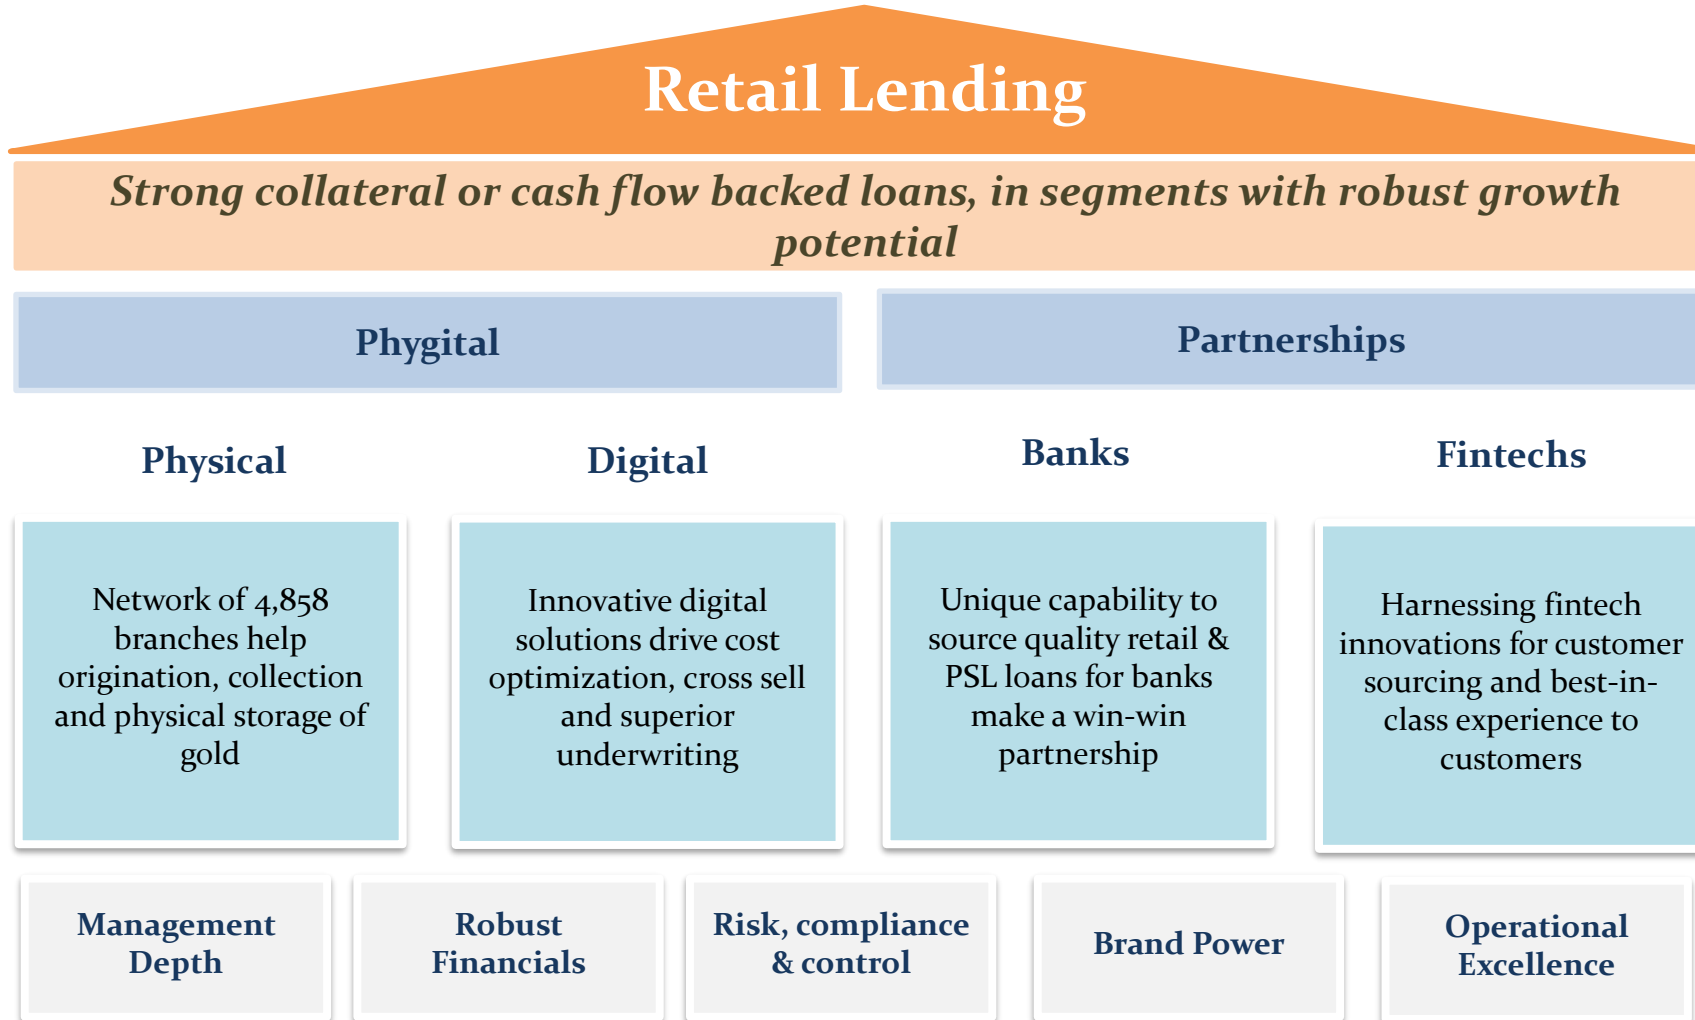 Retail Lending
Strong collateral or cash flow backed loans, in segments with robust growth
potential
Phygital
Partnerships
Physical
Digital
Banks
Fintechs
Network of 4,858
branches help
origination, collection
and physical storage of
gold
Innovative digital
solutions drive cost
optimization, cross sell
and superior
underwriting
Unique capability to
source quality retail &
PSL loans for banks
make a win-win
partnership
Harnessing fintech
innovations for customer
sourcing and best-in-
class experience to
customers
Management
Depth
Robust
Financials
Risk, compliance
& control
Brand Power
Operational
Excellence